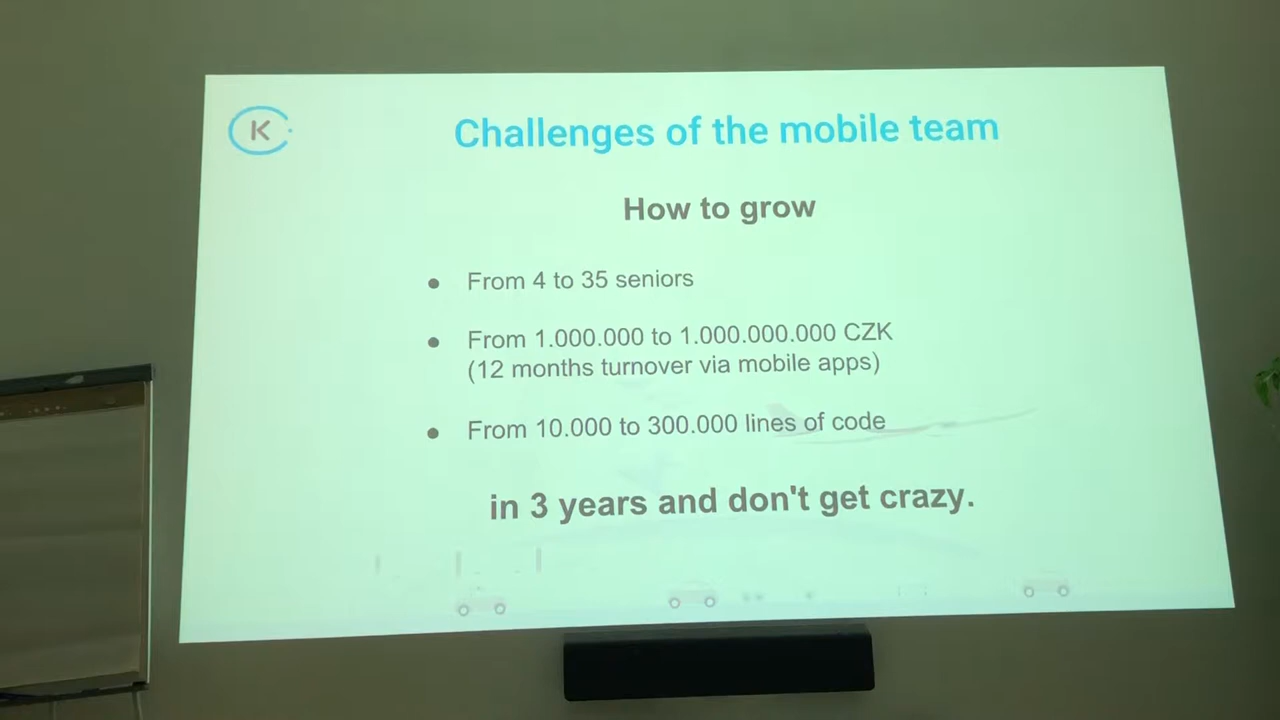 K
Challenges of the mobile team
How to grow
● From 4 to 35 seniors
● From 1.000.000 to 1.000.000.000 CZK
(12 months turnover via mobile apps)
● From 10.000 to 300.000 lines of code
in 3 years and don't get crazy.